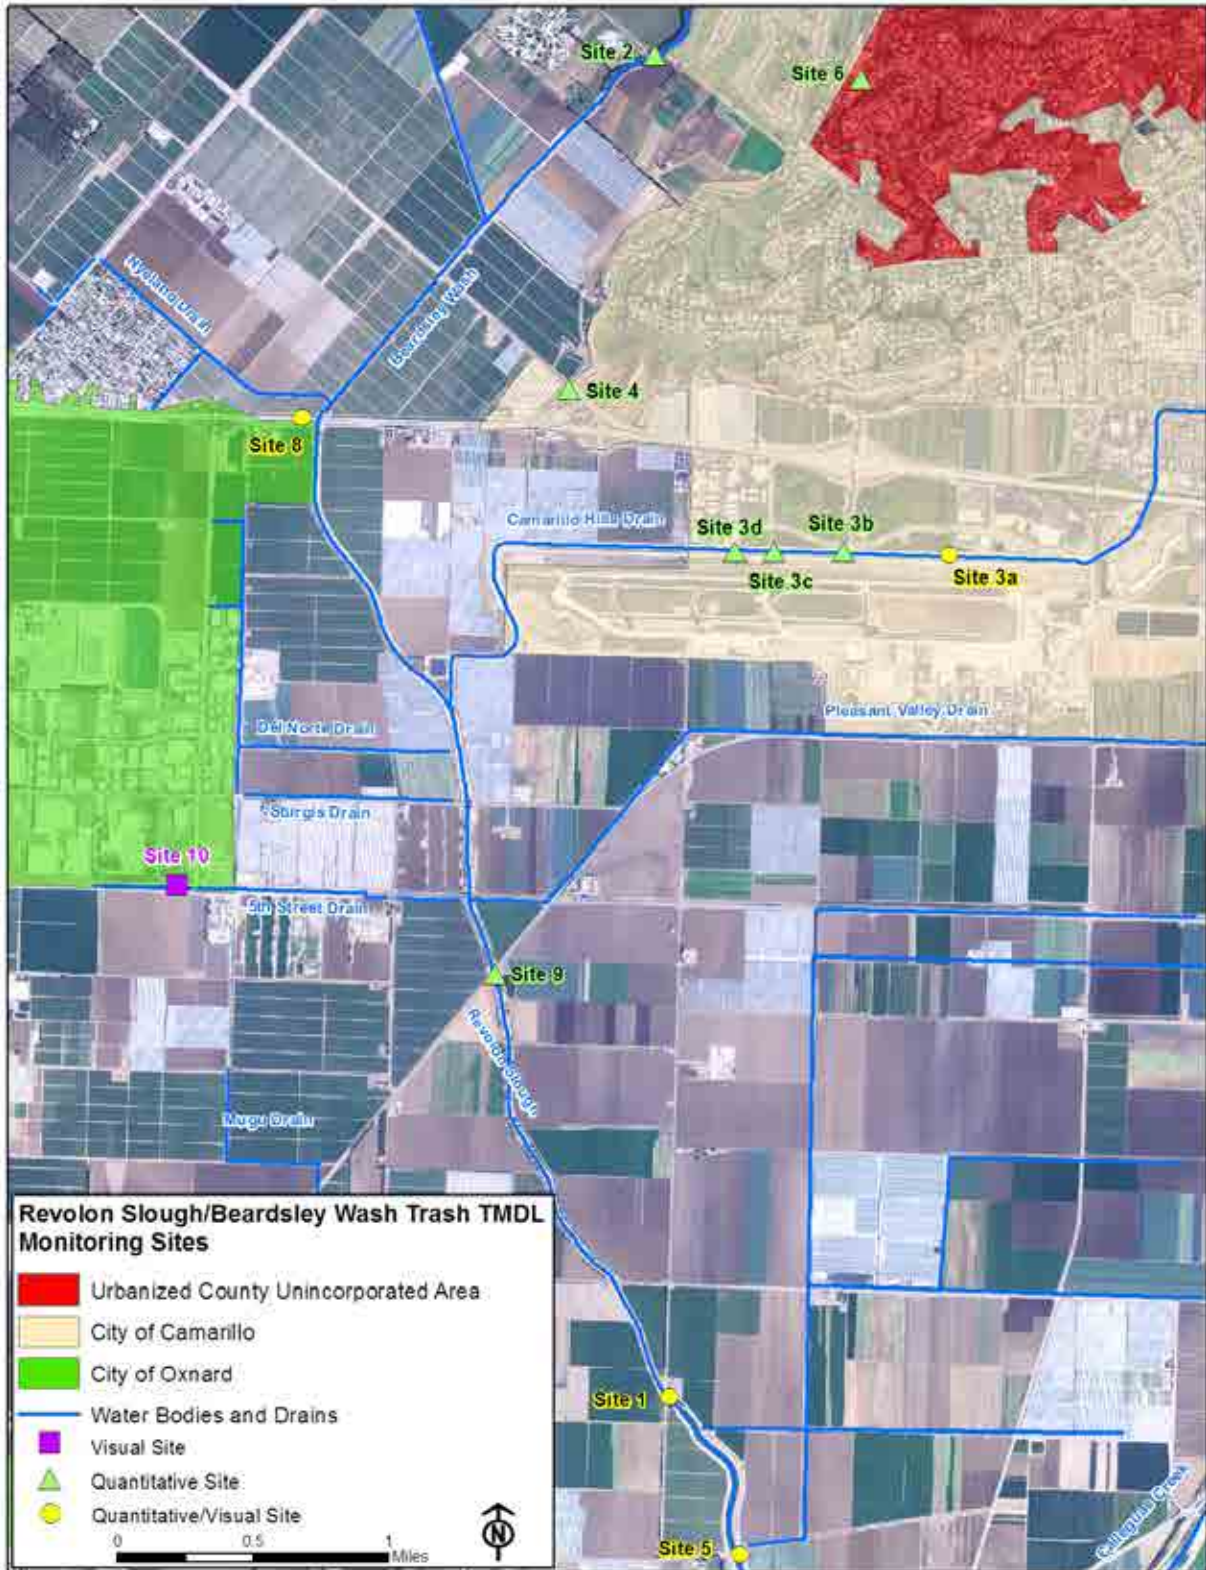 Site 2
Site 6
Nyeland Drain
Beardsley Wash
Site 4
Site 8
Camarillo Hills Drain
Site 3d
Site 3b
Site 3c
Site 3a
Pleasant Valley Drain
Del Norte Drain
Sturgis Drain
Site 10
5th Street Drain
Site 9
Revolon Slough
Mugu Drain
Revolon Slough/Beardsley Wash Trash TMDL
Monitoring Sites
Urbanized County Unincorporated Area
City of Camarillo
City of Oxnard
Water Bodies and Drains
Visual Site
Quantitative Site
Quantitative/Visual Site
0 0.5 1
Miles
N
Site 1
Site 5
Calleguas Creek